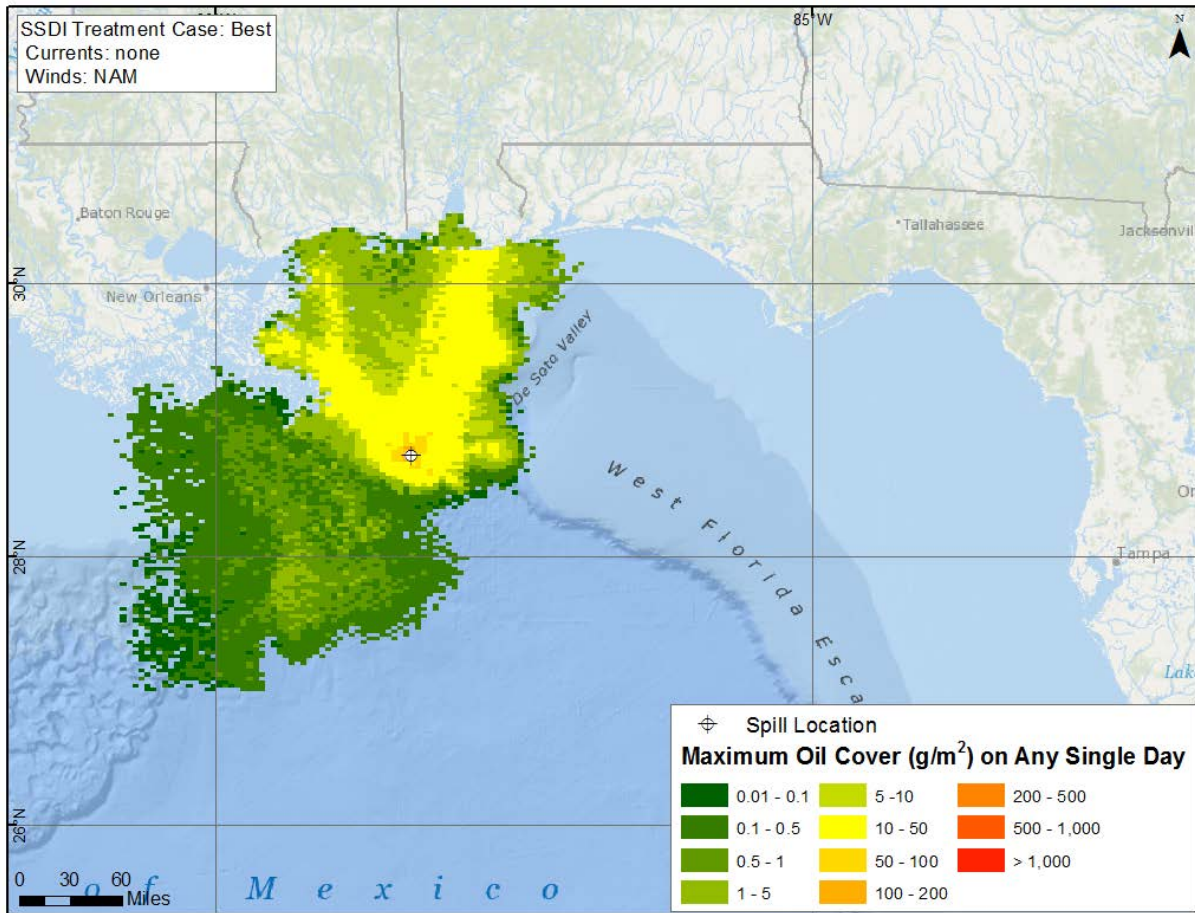 SSDI Treatment Case: Best
Currents: none
Winds: NAM
85°W
N
Baton Rouge
Tallahassee
Jacksonvil
30°N
New Orleans
De Soto Valley
West Florida Esca
28°N
Or
Tampa
Lake
26°N
of Mexico
0 30 60
Miles
Spill Location
Maximum Oil Cover (g/m²) on Any Single Day
0.01 - 0.1 5 -10 200 - 500
0.1 - 0.5 10 - 50 500 - 1,000
0.5 - 1 50 - 100 > 1,000
1 - 5 100 - 200